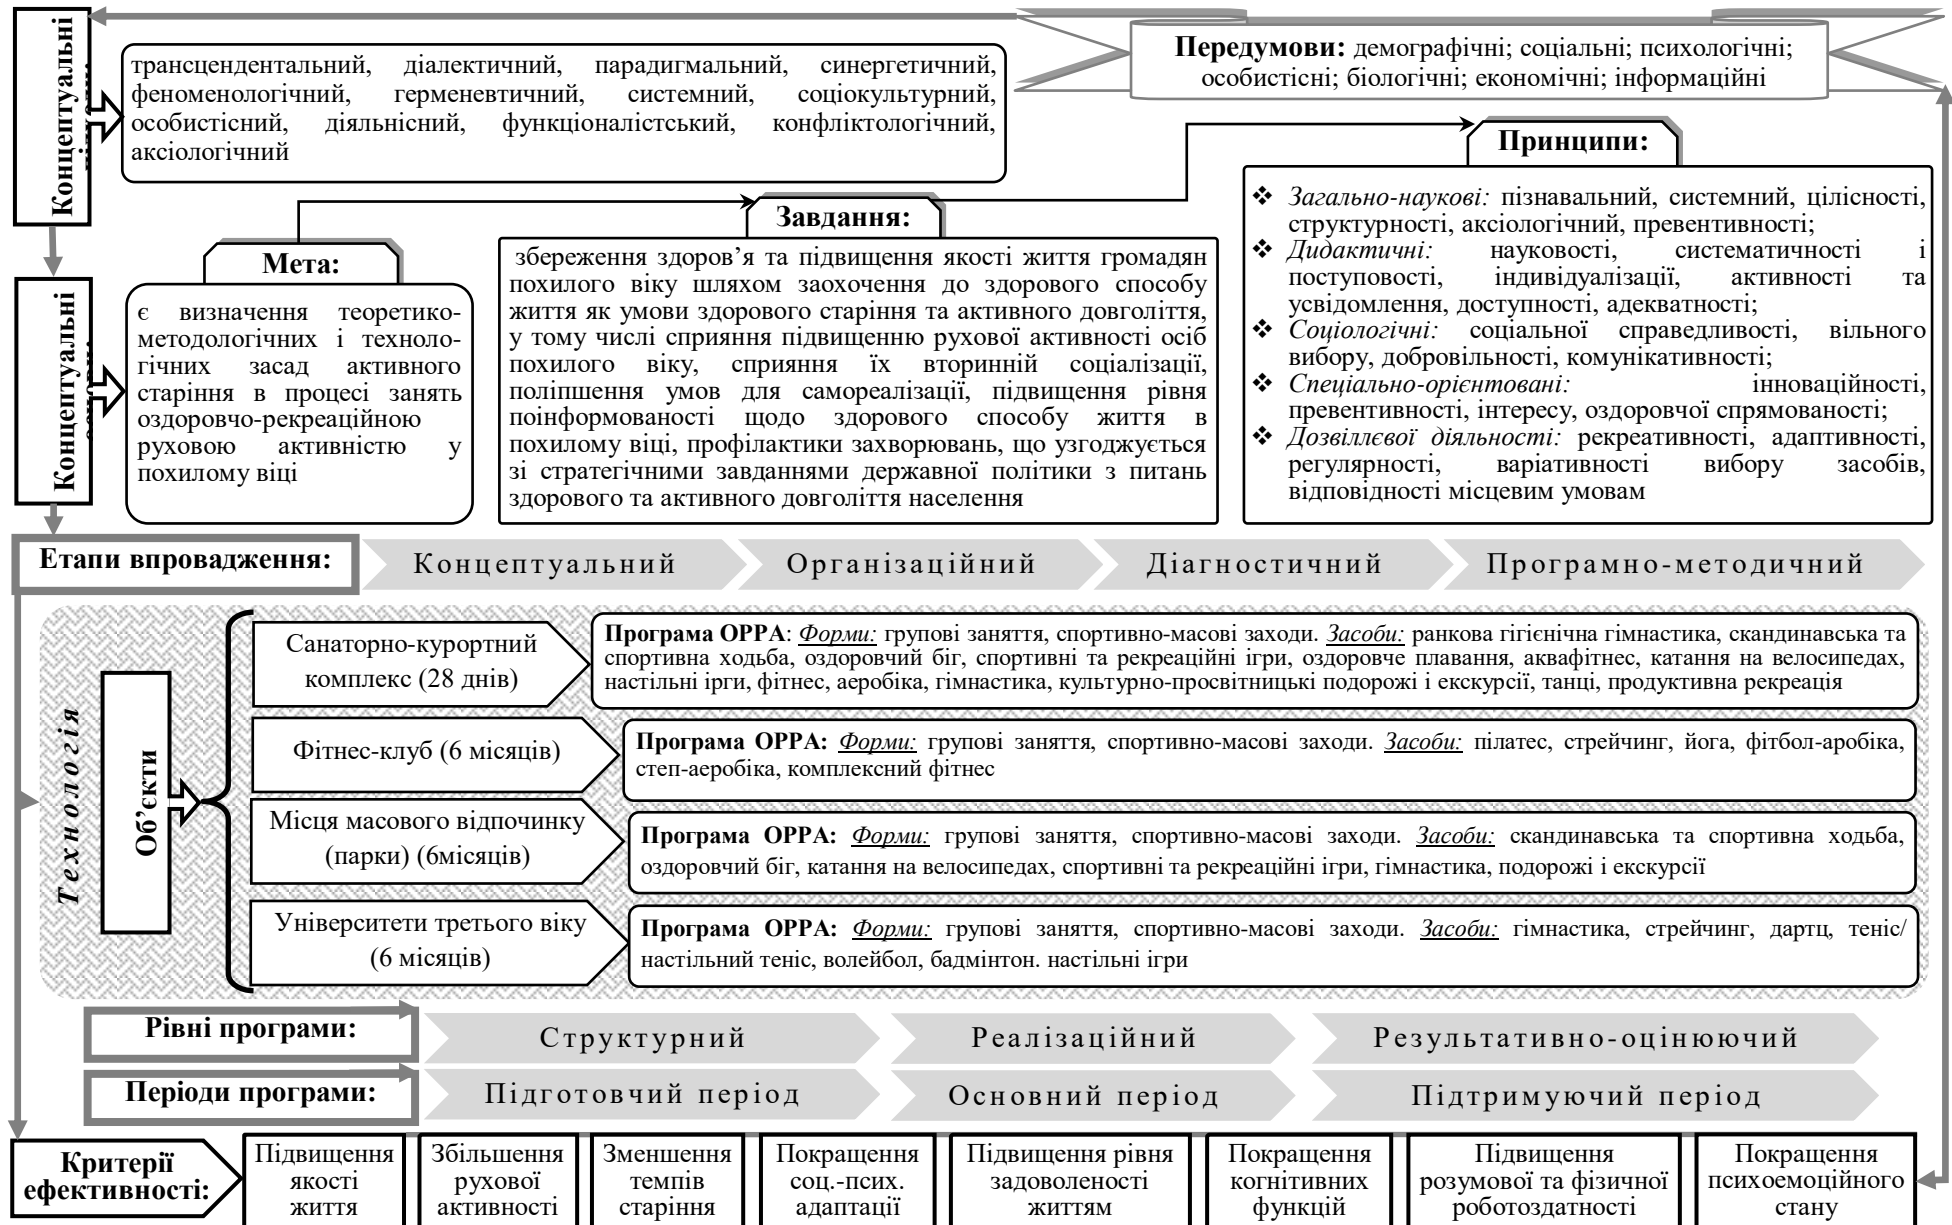 Передумови: демографічні; соціальні; психологічні;
особистісні; біологічні; економічні; інформаційні
Концептуальні
трансцендентальний, діалектичний, парадигмальний, синергетичний,
феноменологічний, герменевтичний, системний, соціокультурний,
особистісний, діяльнісний, функціоналістський, конфліктологічний,
аксіологічний
Концептуальні
Мета:
є визначення теоретико-
методологічних і техноло-
гічних засад активного
старіння в процесі занять
оздоровчо-рекреаційною
руховою активністю у
похилому віці
Завдання:
збереження здоров’я та підвищення якості життя громадян
похилого віку шляхом заохочення до здорового способу
життя як умови здорового старіння та активного довголіття,
у тому числі сприяння підвищенню рухової активності осіб
похилого віку, сприяння їх вторинній соціалізації,
поліпшення умов для самореалізації, підвищення рівня
поінформованості щодо здорового способу життя в
похилому віці, профілактики захворювань, що узгоджується
зі стратегічними завданнями державної політики з питань
здорового та активного довголіття населення
Принципи:
❖ Загально-наукові: пізнавальний, системний, цілісності,
структурності, аксіологічний, превентивності;
❖ Дидактичні: науковості, систематичності і
поступовості, індивідуалізації, активності та
усвідомлення, доступності, адекватності;
❖ Соціологічні: соціальної справедливості, вільного
вибору, добровільності, комунікативності;
❖ Спеціально-орієнтовані: інноваційності,
превентивності, інтересу, оздоровчої спрямованості;
❖ Дозвіллєвої діяльності: рекреативності, адаптивності,
регулярності, варіативності вибору засобів,
відповідності місцевим умовам
Етапи впровадження:
Концептуальний
Організаційний
Діагностичний
Програмно-методичний
Технологія
Об’єкти
Санаторно-курортний
комплекс (28 днів)
Програма ОРРА: Форми: групові заняття, спортивно-масові заходи. Засоби: ранкова гігієнічна гімнастика, скандинавська та
спортивна ходьба, оздоровчий біг, спортивні та рекреаційні ігри, оздоровче плавання, аквафітнес, катання на велосипедах,
настільні ірги, фітнес, аеробіка, гімнастика, культурно-просвітницькі подорожі і екскурсії, танці, продуктивна рекреація
Фітнес-клуб (6 місяців)
Програма ОРРА: Форми: групові заняття, спортивно-масові заходи. Засоби: пілатес, стрейчинг, йога, фітбол-аробіка,
степ-аеробіка, комплексний фітнес
Місця масового відпочинку
(парки) (6місяців)
Програма ОРРА: Форми: групові заняття, спортивно-масові заходи. Засоби: скандинавська та спортивна ходьба,
оздоровчий біг, катання на велосипедах, спортивні та рекреаційні ігри, гімнастика, подорожі і екскурсії
Університети третього віку
(6 місяців)
Програма ОРРА: Форми: групові заняття, спортивно-масові заходи. Засоби: гімнастика, стрейчинг, дартц, теніс/
настільний теніс, волейбол, бадмінтон. настільні ігри
Рівні програми:
Структурний
Реалізаційний
Результативно-оцінюючий
Періоди програми:
Підготовчий період
Основний період
Підтримуючий період
Критерії
ефективності:
Підвищення
якості
життя
Збільшення
рухової
активності
Зменшення
темпів
старіння
Покращення
соц.-псих.
адаптації
Підвищення рівня
задоволеності
життям
Покращення
когнітивних
функцій
Підвищення
розумової та фізичної
роботоздатності
Покращення
психоемоційного
стану